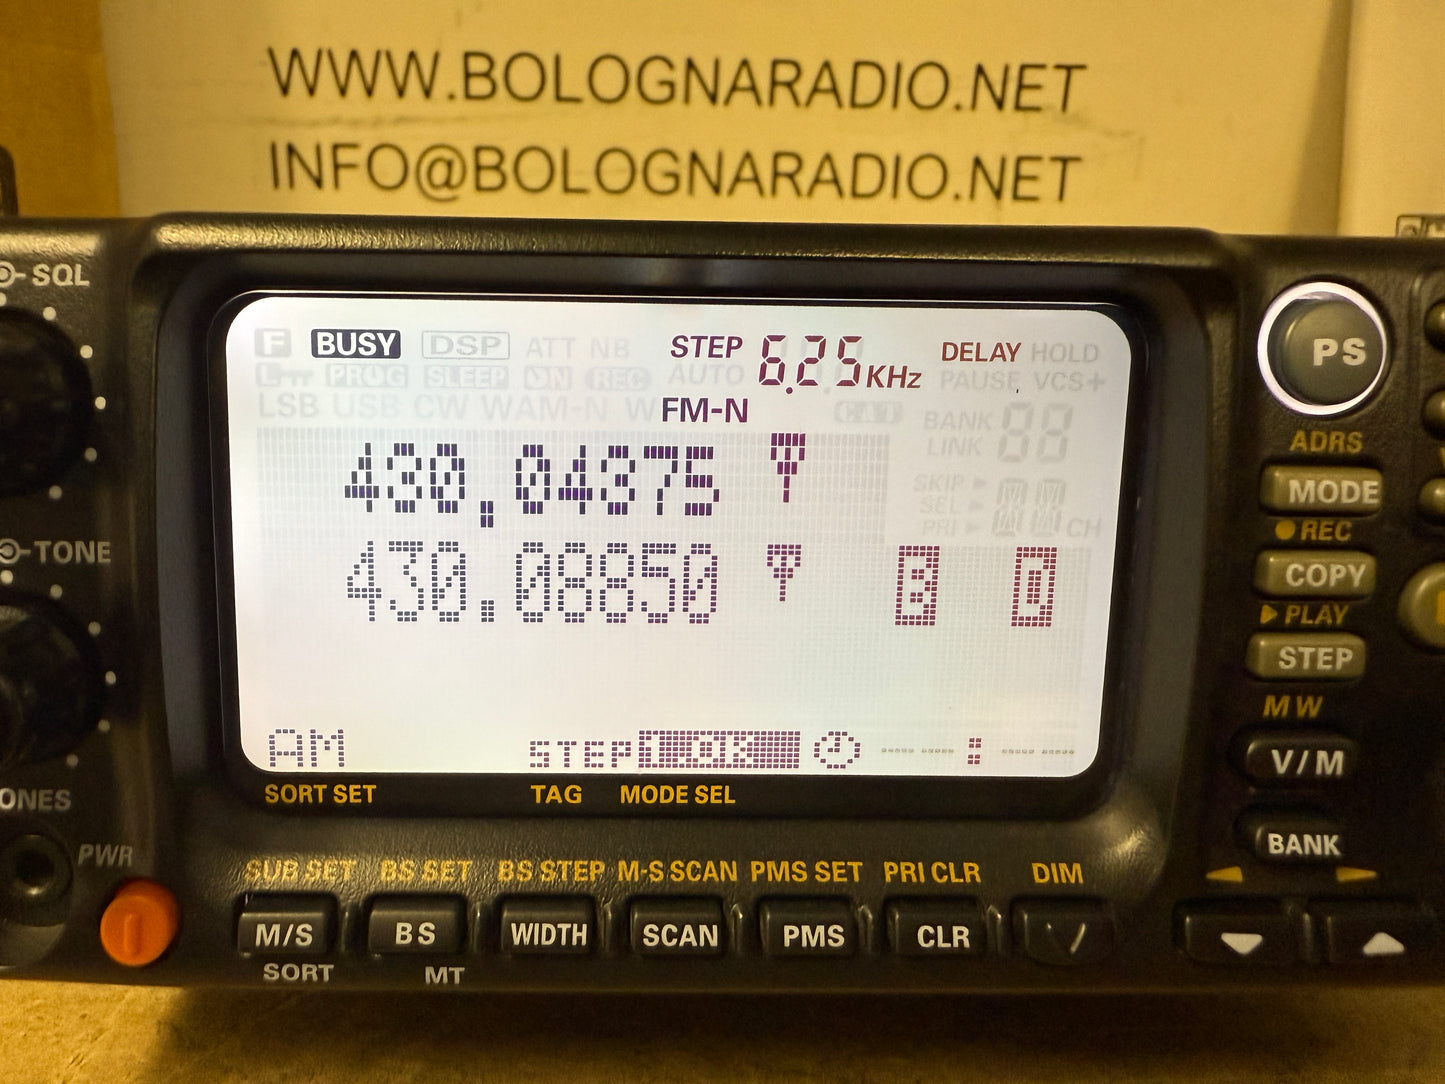 WWW.BOLOGNARADIO.NET
INFO@BOLOGNARADIO.NET
SQL
F BUSY DSP ATT NB STEP 6.25 KHz DELAY HOLD
PROG SLEEP ON REC AUTO PAUSE VCS+
LSB USB CW WAM-N W FM-N
BANK
LINK
430.04375
SKIP
SEL
PRI CH
430.08850
AM STEP
SORT SET TAG MODE SEL
TONE
ONES
PWR
SUB SET BS SET BS STEP M-S SCAN PMS SET PRI CLR DIM
M/S BS WIDTH SCAN PMS CLR
SORT MT
PS
ADRS
MODE
REC
COPY
PLAY
STEP
MW
V/M
BANK